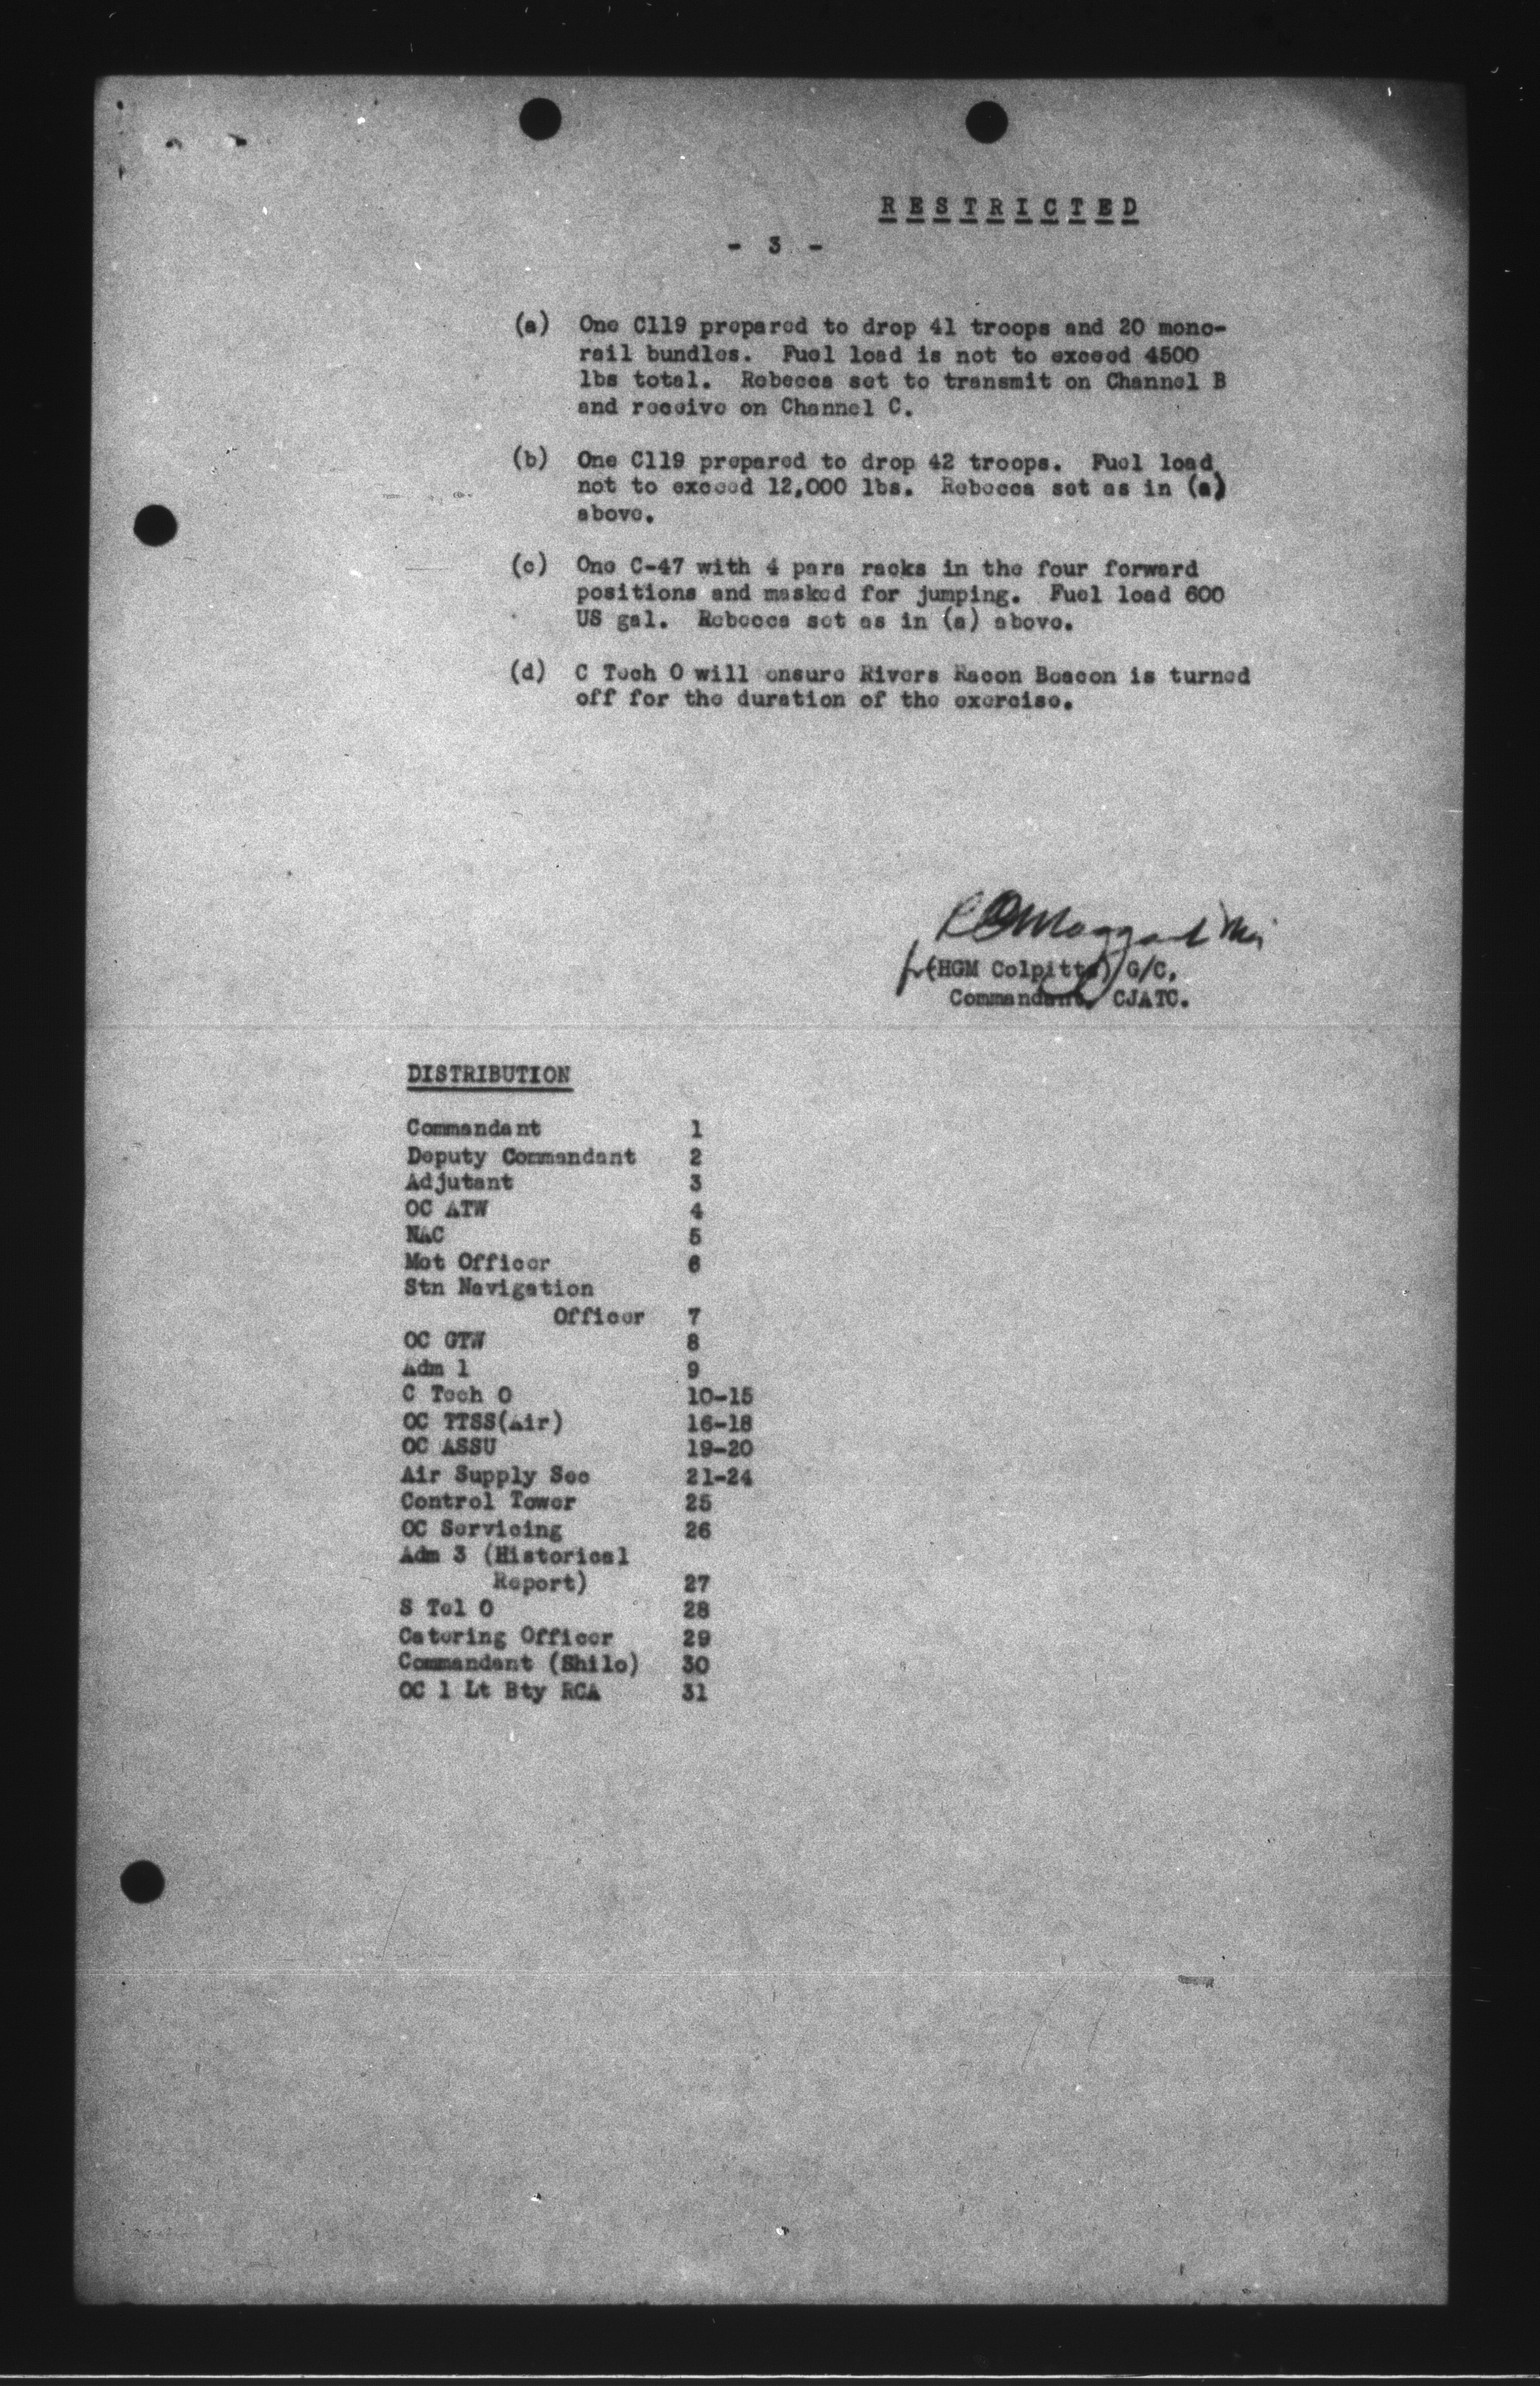 RESTRICTED
- 3 -
(a) One C119 prepared to drop 41 troops and 20 mono-
rail bundles. Fuel load is not to exceed 4500
lbs total. Rebecca set to transmit on Channel B
and receive on Channel C.
(b) One C119 prepared to drop 42 troops. Fuel load
not to exceed 12,000 lbs. Rebecca set as in (a)
above.
(c) One C-47 with 4 para racks in the four forward
positions and masked for jumping. Fuel load 600
US gal. Rebecca set as in (a) above.
(d) C Tech O will ensure Rivers Racon Beacon is turned
off for the duration of the exercise.
(HGM Colpitts) G/C,
Commandant, CJATC.
DISTRIBUTION
Commandant 1
Deputy Commandant 2
Adjutant 3
OC ATW 4
NAC 5
Met Officer 6
Stn Navigation
Officer 7
OC GTW 8
Adm 1 9
C Tech O 10-15
OC TTSS(Air) 16-18
OC ASSU 19-20
Air Supply Sec 21-24
Control Tower 25
OC Servicing 26
Adm 3 (Historical
Report) 27
S Tel O 28
Catering Officer 29
Commandant (Shilo) 30
OC 1 Lt Bty RCA 31